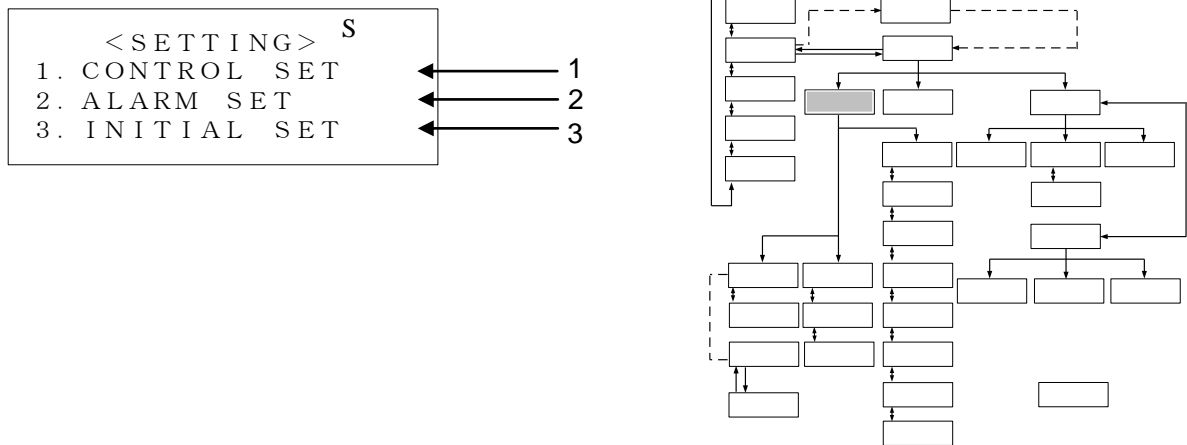 <SETTING> S
1. CONTROL SET 1
2. ALARM SET 2
3. INITIAL SET 3